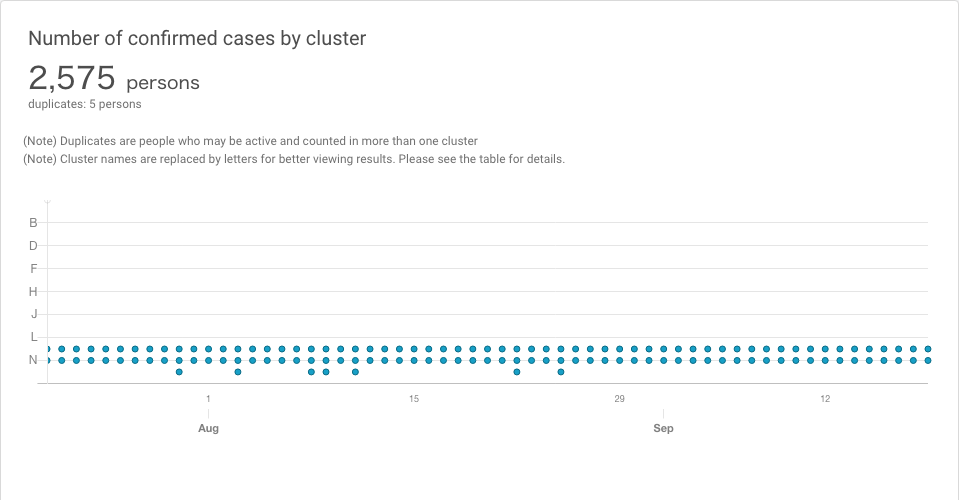 Number of confirmed cases by cluster
2,575 persons
duplicates: 5 persons
(Note) Duplicates are people who may be active and counted in more than one cluster
(Note) Cluster names are replaced by letters for better viewing results. Please see the table for details.
B
D
F
H
J
L
N
1 15 29 12
Aug Sep